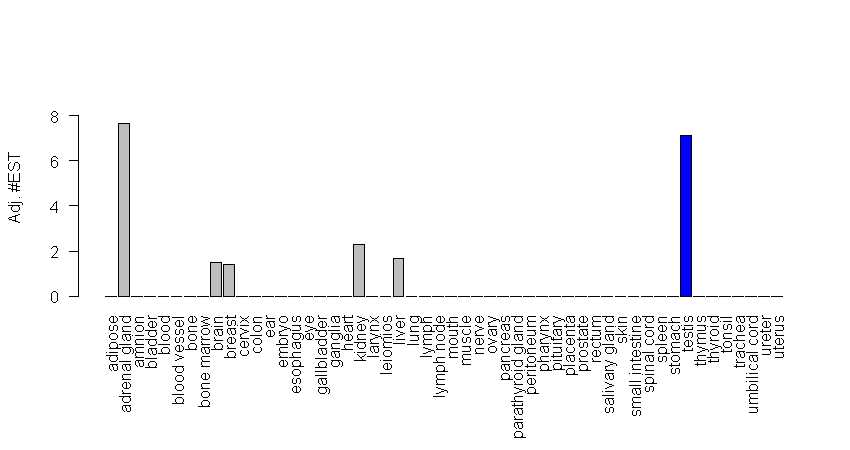 8
6
4
2
0
Adj. #EST
adipose
adrenal gland
amnion
bladder
blood
blood vessel
bone
bone marrow
brain
breast
cervix
colon
ear
embryo
esophagus
eye
gallbladder
ganglia
heart
kidney
larynx
leiomios
liver
lung
lymph
lymph node
mouth
muscle
nerve
ovary
pancreas
parathyroid gland
peritoneum
pharynx
pituitary
placenta
prostate
rectum
salivary gland
skin
small intestine
spinal cord
spleen
stomach
testis
thymus
thyroid
tonsil
trachea
umbilical cord
ureter
uterus